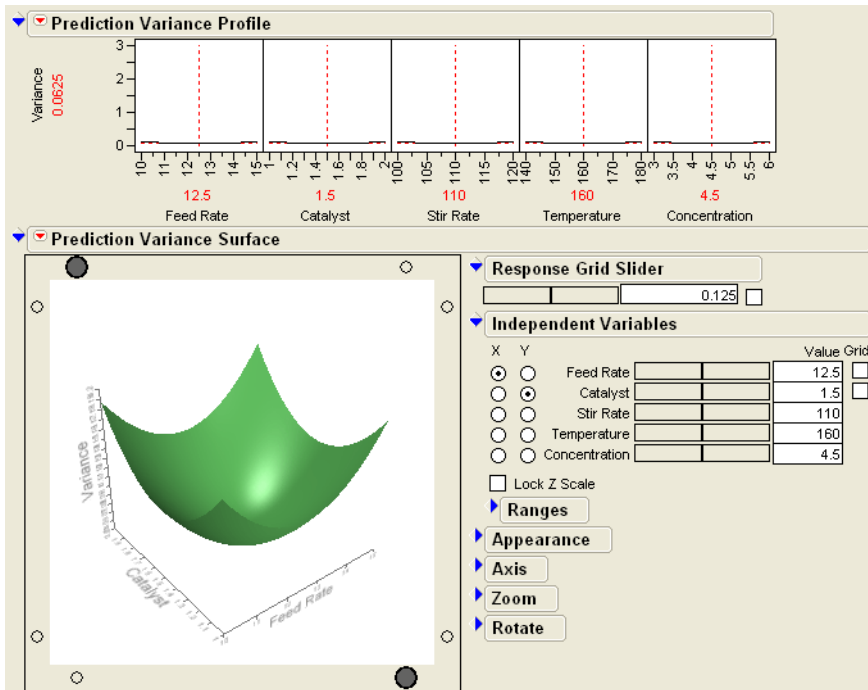 Prediction Variance Profile
Variance
0.0625
3
2
1
0
10 11 12 13 14 15
1 1.2 1.4 1.6 1.8 2
100 105 110 115 120
140 150 160 170 180
3 3.5 4 4.5 5 5.5 6
12.5 1.5 110 160 4.5
Feed Rate Catalyst Stir Rate Temperature Concentration
Prediction Variance Surface
Variance
Catalyst
Feed Rate
Response Grid Slider
0.125
Independent Variables
X Y Value Grid
Feed Rate 12.5
Catalyst 1.5
Stir Rate 110
Temperature 160
Concentration 4.5
Lock Z Scale
Ranges
Appearance
Axis
Zoom
Rotate